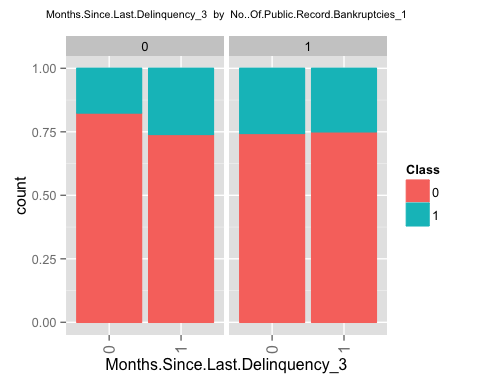 Months.Since.Last.Delinquency_3 by No..Of.Public.Record.Bankruptcies_1
0 1
1.00
0.75
0.50
0.25
0.00
count
0 1 0 1
Months.Since.Last.Delinquency_3
Class
0
1